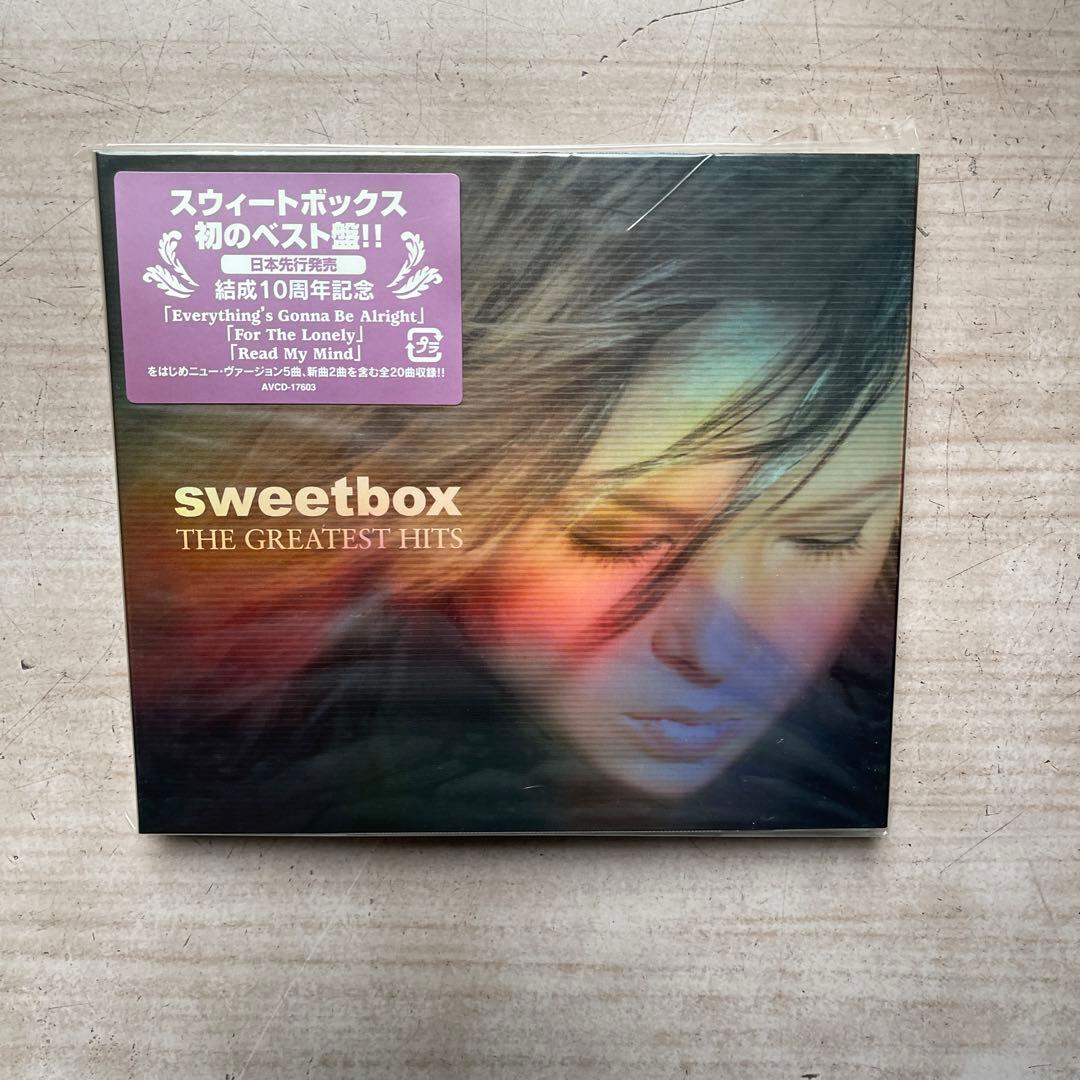 スウィートボックス
初のベスト盤!!
日本先行発売
結成10周年記念
「Everything's Gonna Be Alright」
「For The Lonely」
「Read My Mind」
プラ
をはじめニュー・ヴァージョン5曲、新曲2曲を含む全20曲収録!!
AVCD-17603
sweetbox
THE GREATEST HITS